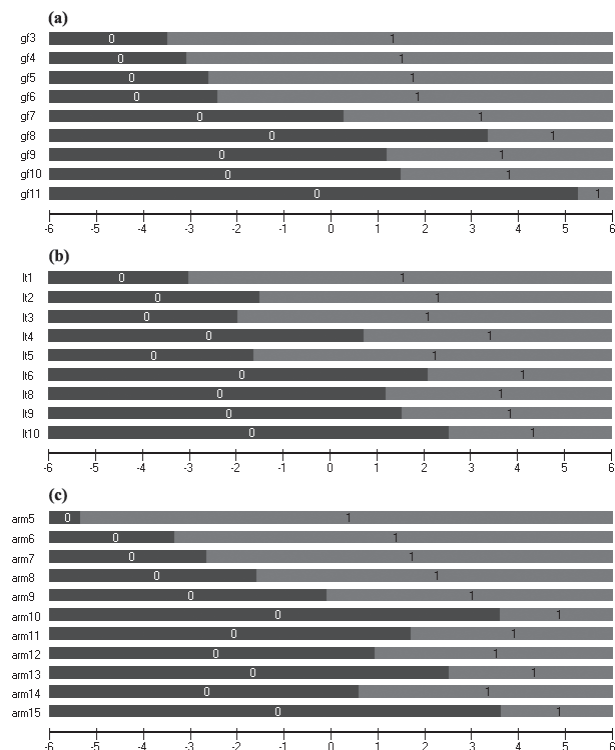 (a)
gf3 0 1
gf4 0 1
gf5 0 1
gf6 0 1
gf7 0 1
gf8 0 1
gf9 0 1
gf10 0 1
gf11 0 1
-6 -5 -4 -3 -2 -1 0 1 2 3 4 5 6
(b)
lt1 0 1
lt2 0 1
lt3 0 1
lt4 0 1
lt5 0 1
lt6 0 1
lt8 0 1
lt9 0 1
lt10 0 1
-6 -5 -4 -3 -2 -1 0 1 2 3 4 5 6
(c)
arm5 0 1
arm6 0 1
arm7 0 1
arm8 0 1
arm9 0 1
arm10 0 1
arm11 0 1
arm12 0 1
arm13 0 1
arm14 0 1
arm15 0 1
-6 -5 -4 -3 -2 -1 0 1 2 3 4 5 6